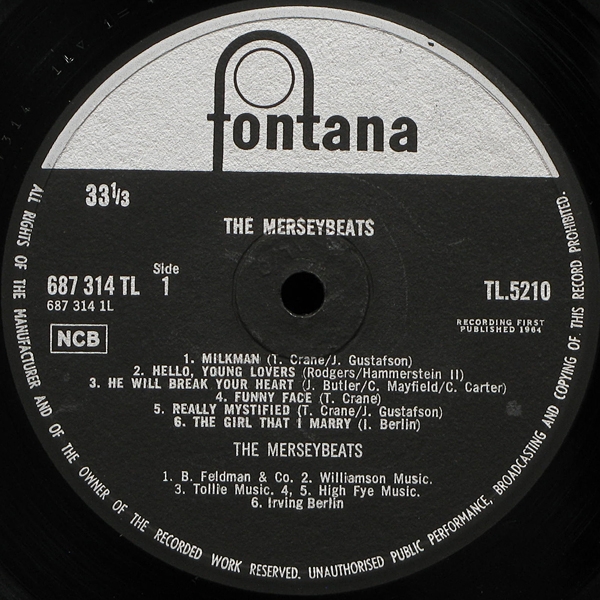 fontana
33 1/3
THE MERSEYBEATS
687 314 TL
687 314 1L
Side
1
TL.5210
NCB
RECORDING FIRST
PUBLISHED 1964
1. MILKMAN (T. Crane/J. Gustafson)
2. HELLO, YOUNG LOVERS (Rodgers/Hammerstein II)
3. HE WILL BREAK YOUR HEART (J. Butler/C. Mayfield/C. Carter)
4. FUNNY FACE (T. Crane)
5. REALLY MYSTIFIED (T. Crane/J. Gustafson)
6. THE GIRL THAT I MARRY (I. Berlin)
THE MERSEYBEATS
1. B. Feldman & Co. 2. Williamson Music.
3. Tollie Music. 4, 5. High Fye Music.
6. Irving Berlin
ALL RIGHTS OF THE MANUFACTURER AND OF THE OWNER OF THE RECORDED WORK RESERVED. UNAUTHORISED PUBLIC PERFORMANCE, BROADCASTING AND COPYING OF THIS RECORD PROHIBITED.